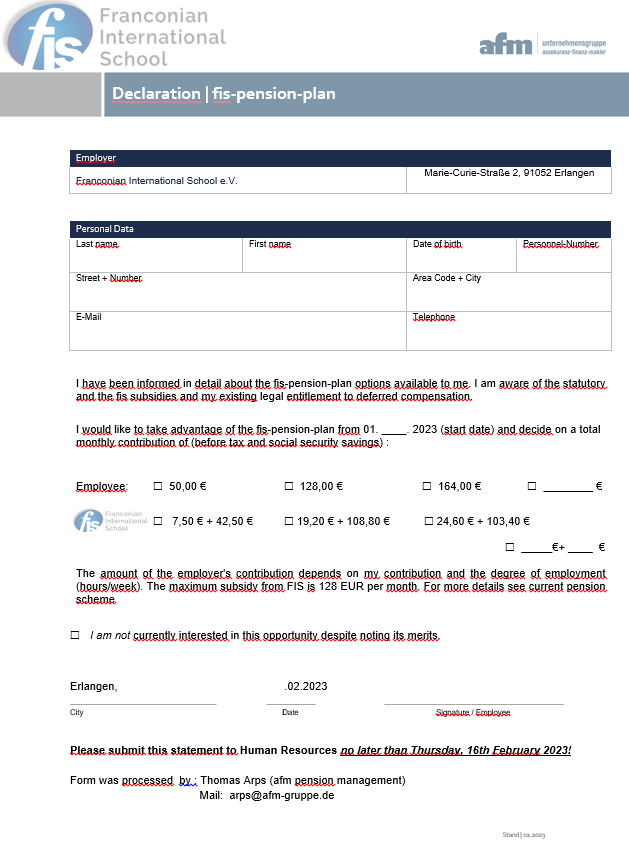 Franconian
International
School
fis
afm unternehmensgruppe
assekuranz-finanz-makler
Declaration | fis-pension-plan
Employer
Franconian International School e.V.
Marie-Curie-Straße 2, 91052 Erlangen
Personal Data
Last name
First name
Date of birth
Personnel-Number
Street + Number
Area Code + City
E-Mail
Telephone
I have been informed in detail about the fis-pension-plan options available to me. I am aware of the statutory
and the fis subsidies and my existing legal entitlement to deferred compensation.
I would like to take advantage of the fis-pension-plan from 01. ____. 2023 (start date) and decide on a total
monthly contribution of (before tax and social security savings) :
Employee: ☐ 50,00 € ☐ 128,00 € ☐ 164,00 € ☐ ________ €
fis Franconian
International
School
☐ 7,50 € + 42,50 € ☐ 19,20 € + 108,80 € ☐ 24,60 € + 103,40 €
☐ _____€+ ____ €
The amount of the employer's contribution depends on my contribution and the degree of employment
(hours/week). The maximum subsidy from FIS is 128 EUR per month. For more details see current pension
scheme.
☐ I am not currently interested in this opportunity despite noting its merits.
Erlangen, .02.2023
City Date Signature / Employee
Please submit this statement to Human Resources no later than Thursday, 16th February 2023!
Form was processed by : Thomas Arps (afm pension management)
Mail: arps@afm-gruppe.de
Stand | 02.2023